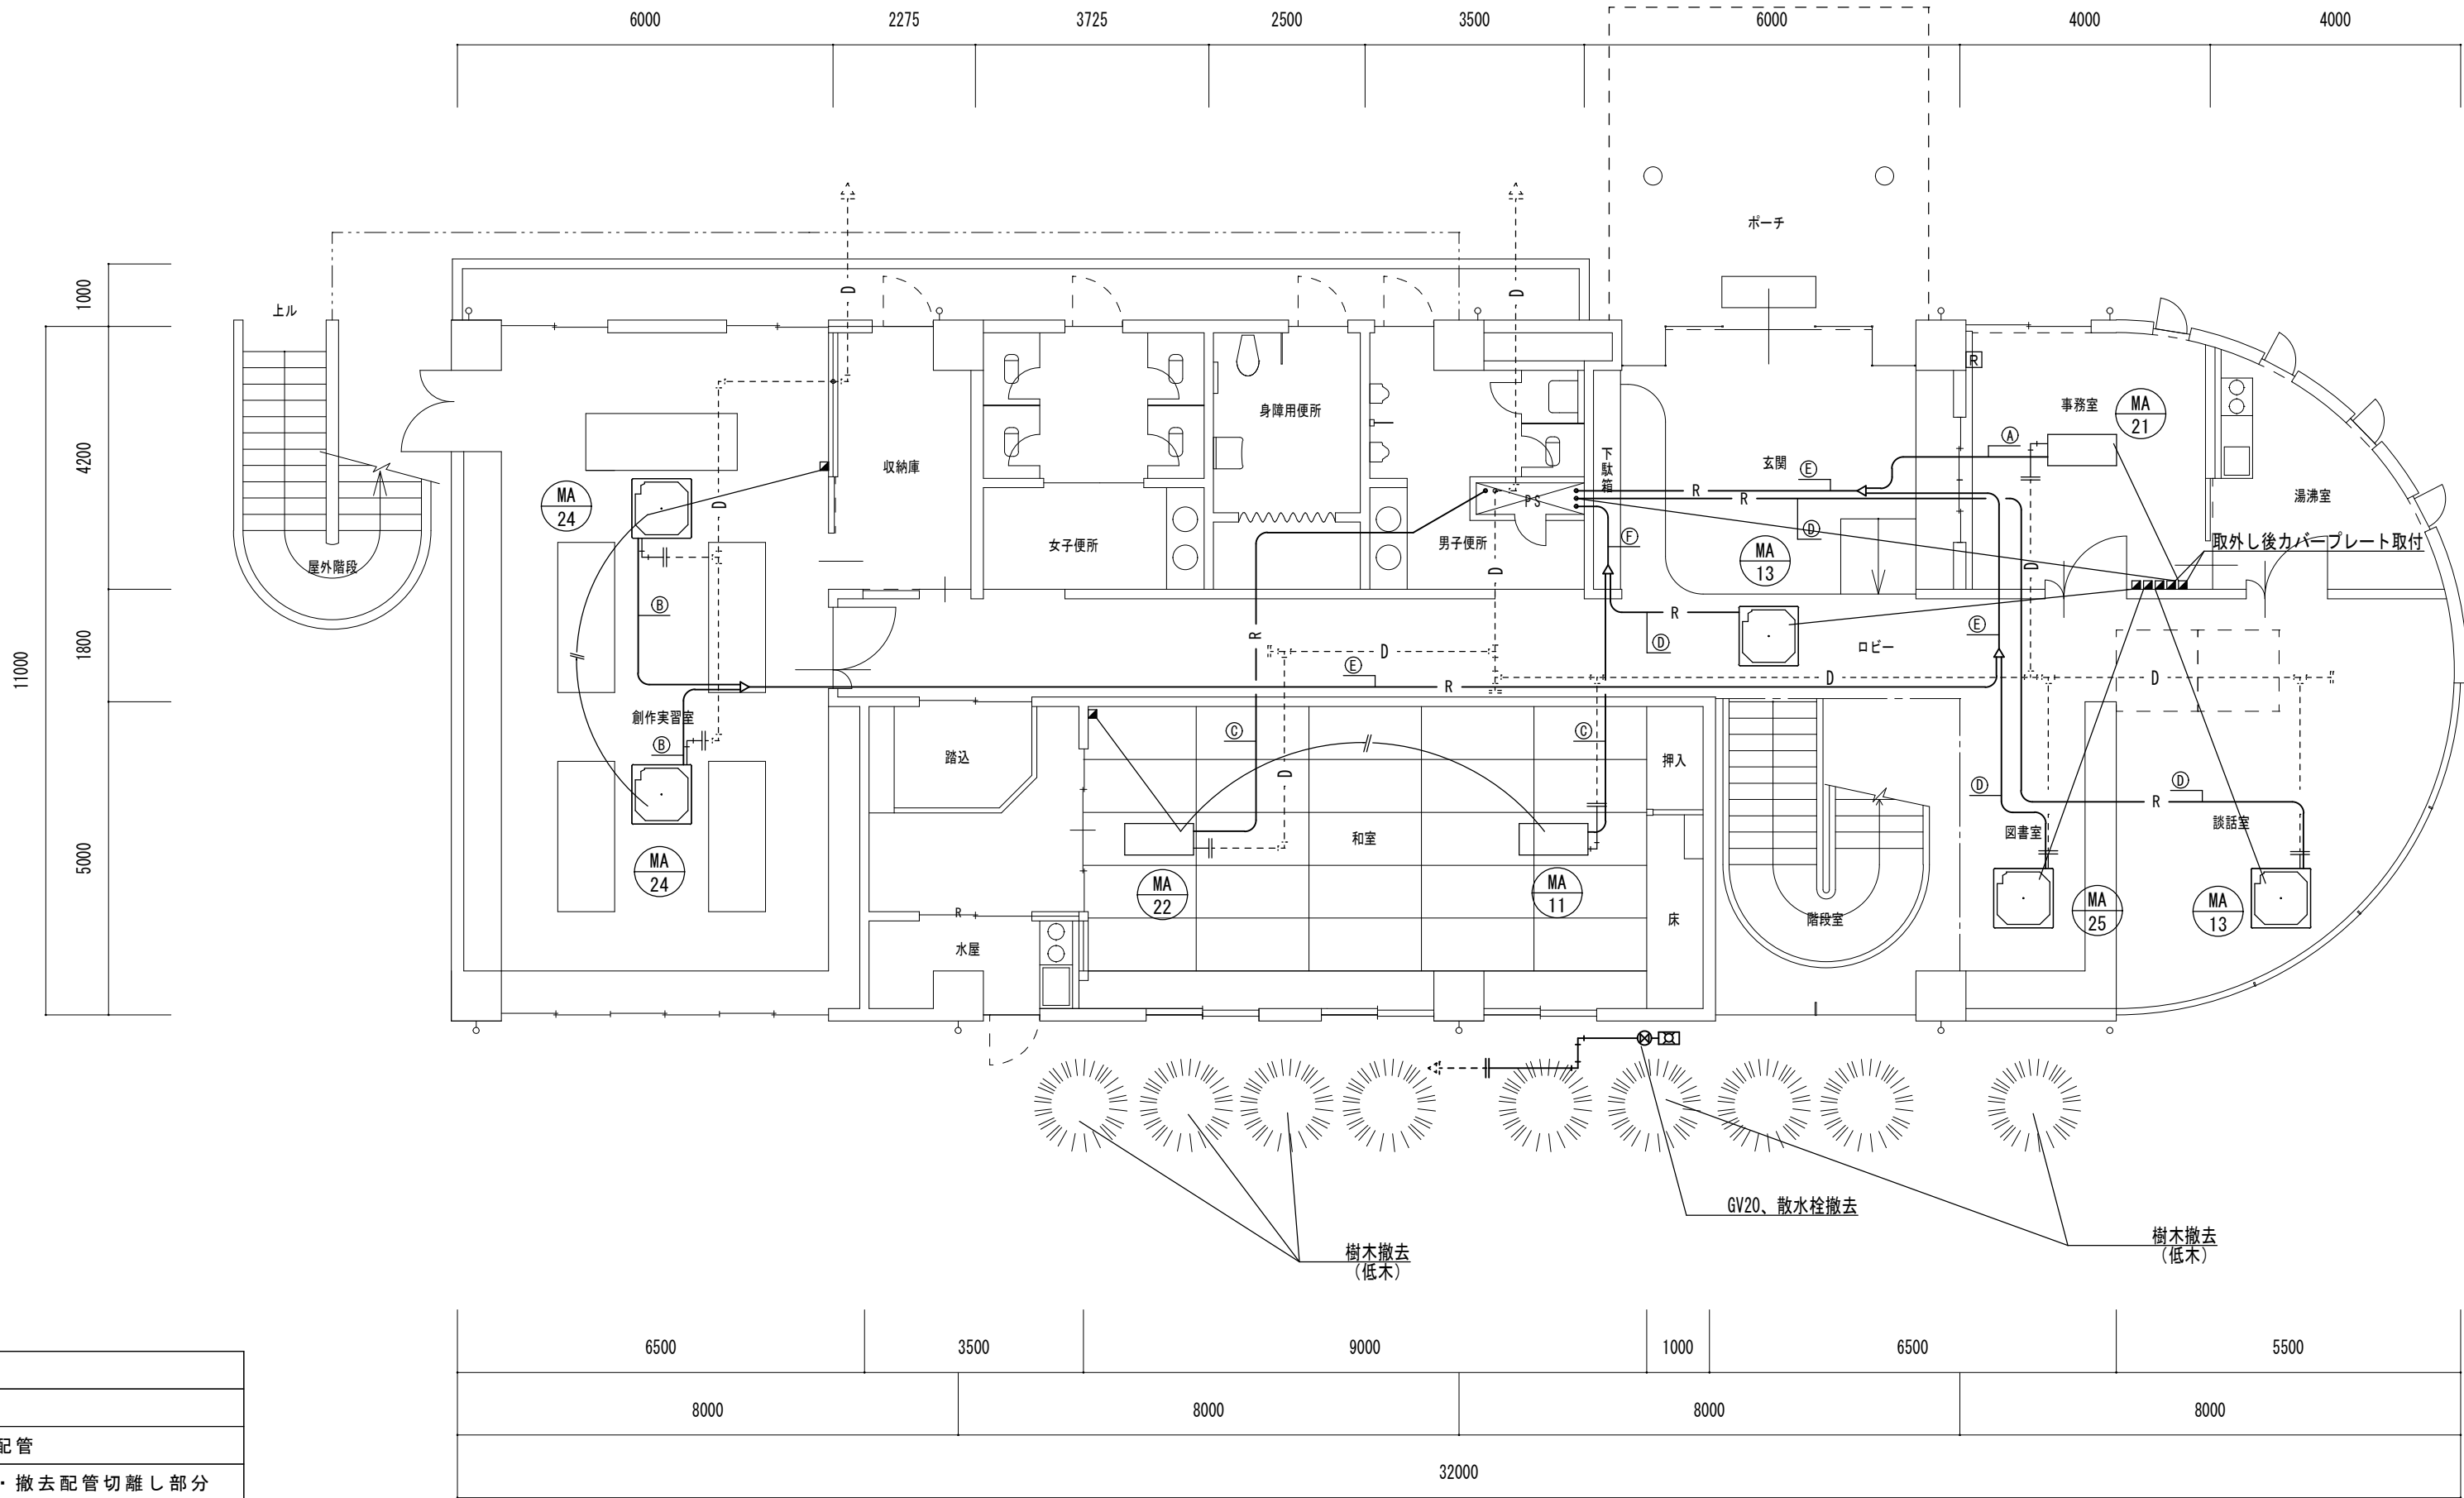 6000 2275 3725 2500 3500 6000 4000 4000
ポーチ
1000
上ル
D D
R
4200
MA
21
事務室
身障用便所
A
収納庫
下駄箱
玄関
E
MA
24
R
R
PS
湯沸室
D
D
F
取外し後カバープレート取付
女子便所
男子便所
MA
13
屋外階段
D
D
B
R
D
R
E
1800
11000
ロビー
D
E
D
D
R
創作実習室
B
C
C
踏込
押入
D
D
D
R
和室
図書室
談話室
5000
MA
24
MA
22
MA
11
MA
25
MA
13
R
床
階段室
水屋
GV20、散水栓撤去
樹木撤去
(低木)
樹木撤去
(低木)
6500 3500 9000 1000 6500 5500
8000 8000 8000 8000
配管
・撤去配管切離し部分
32000